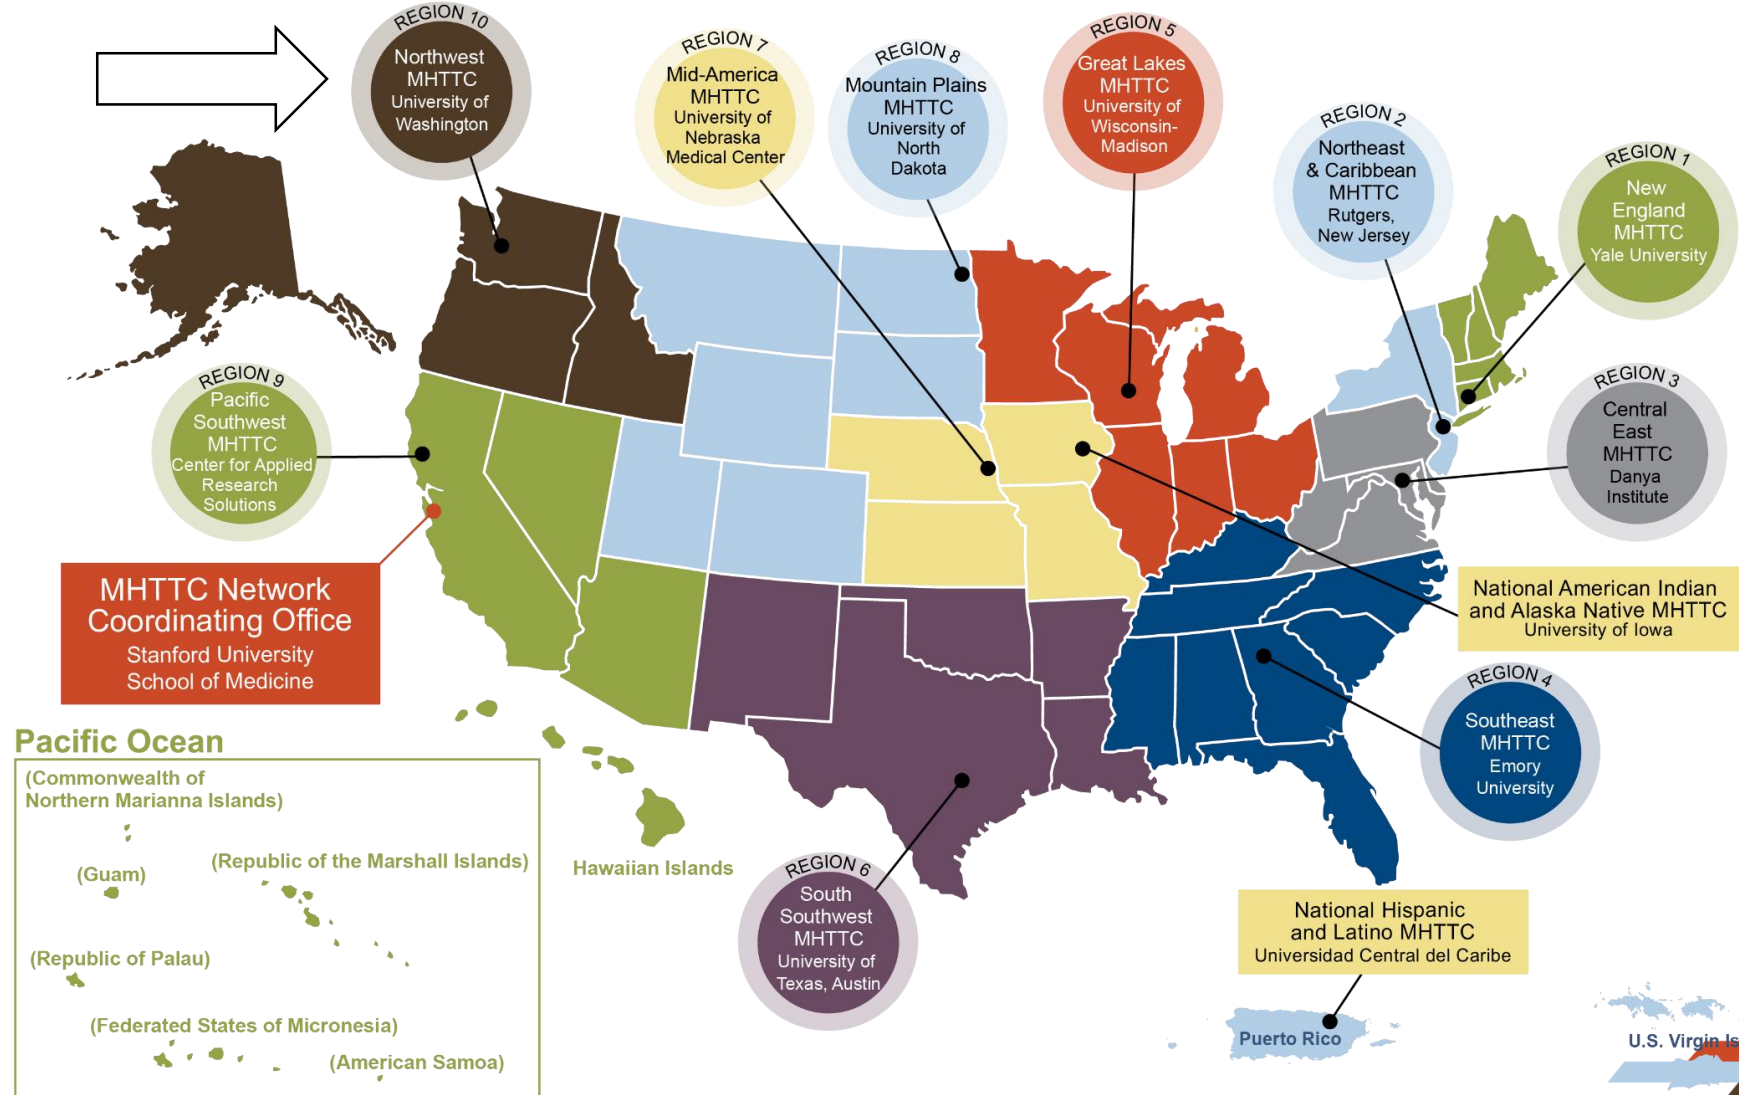 REGION 10
Northwest
MHTTC
University of
Washington
REGION 7
Mid-America
MHTTC
University of
Nebraska
Medical Center
REGION 8
Mountain Plains
MHTTC
University of
North
Dakota
REGION 5
Great Lakes
MHTTC
University of
Wisconsin-
Madison
REGION 2
Northeast
& Caribbean
MHTTC
Rutgers,
New Jersey
REGION 1
New
England
MHTTC
Yale University
REGION 9
Pacific
Southwest
MHTTC
Center for Applied
Research
Solutions
REGION 3
Central
East
MHTTC
Danya
Institute
MHTTC Network
Coordinating Office
Stanford University
School of Medicine
National American Indian
and Alaska Native MHTTC
University of Iowa
REGION 4
Southeast
MHTTC
Emory
University
Pacific Ocean
(Commonwealth of
Northern Marianna Islands)
(Guam)
(Republic of the Marshall Islands)
(Republic of Palau)
(Federated States of Micronesia)
(American Samoa)
Hawaiian Islands
REGION 6
South
Southwest
MHTTC
University of
Texas, Austin
National Hispanic
and Latino MHTTC
Universidad Central del Caribe
Puerto Rico
U.S. Virgin Is